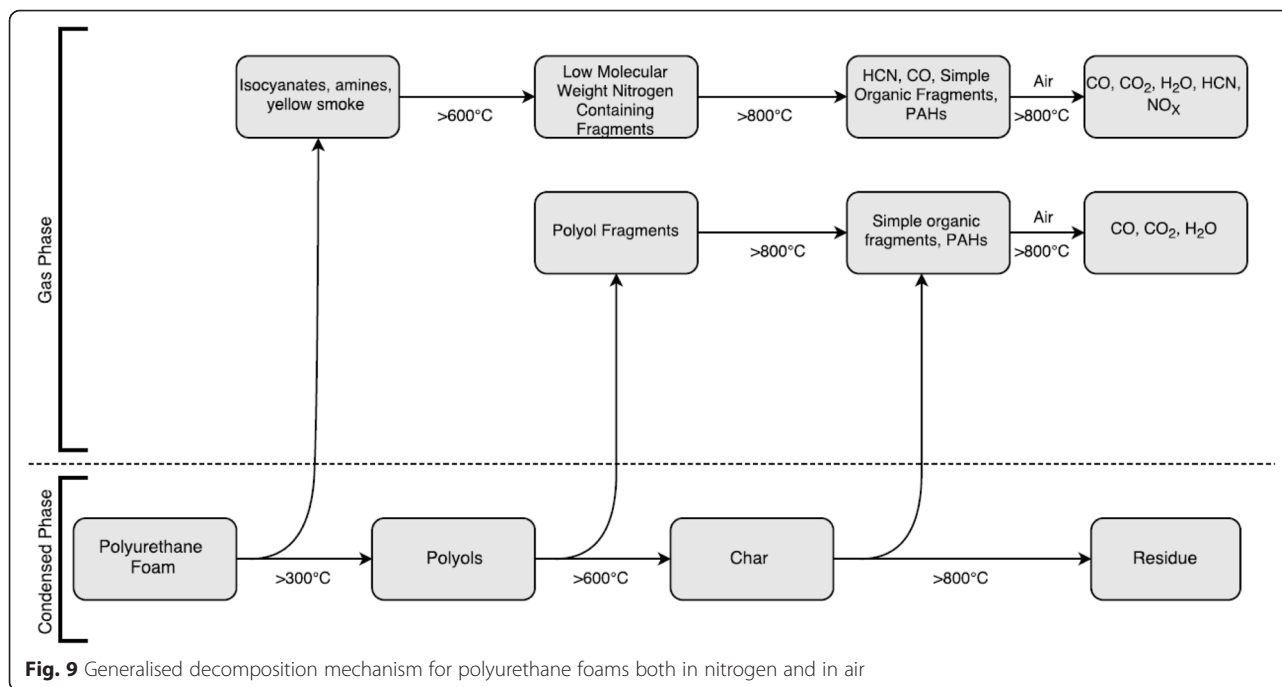 Gas Phase
Isocyanates, amines,
yellow smoke
>600°C
Low Molecular
Weight Nitrogen
Containing
Fragments
>800°C
HCN, CO, Simple
Organic Fragments,
PAHs
Air
>800°C
CO, CO₂, H₂O, HCN,
NOX
Polyol Fragments
>800°C
Simple organic
fragments, PAHs
Air
>800°C
CO, CO₂, H₂O
Condensed Phase
Polyurethane
Foam
>300°C
Polyols
>600°C
Char
>800°C
Residue
Fig. 9 Generalised decomposition mechanism for polyurethane foams both in nitrogen and in air